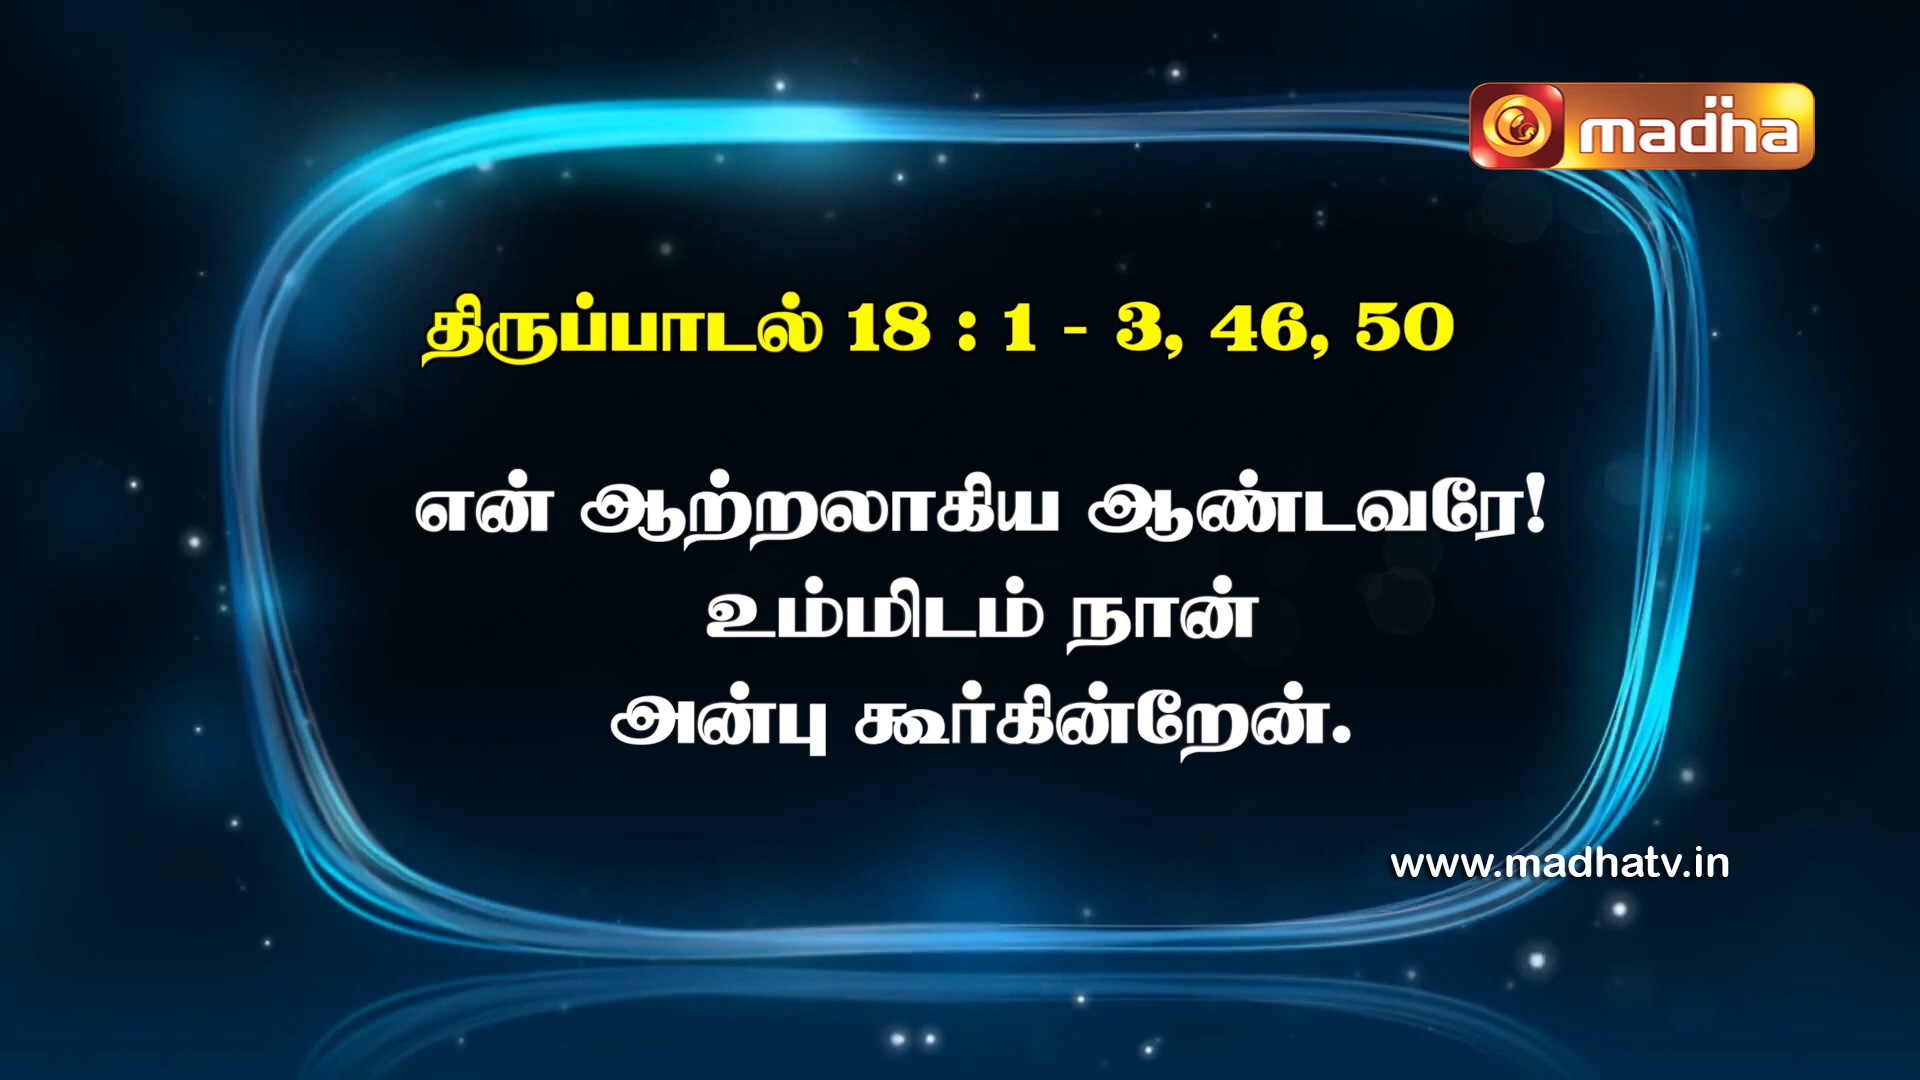 madha
திருப்பாடல் 18 : 1 - 3, 46, 50
என் ஆற்றலாகிய ஆண்டவரே!
உம்மிடம் நான்
அன்பு கூர்கின்றேன்.
www.madhatv.in